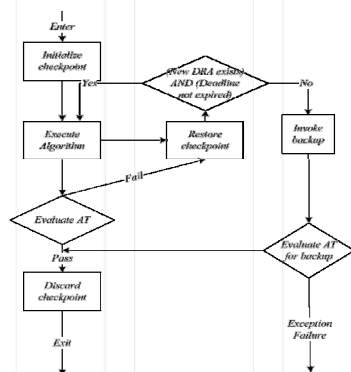 Enter
Initialize
checkpoint
(New DRA exists)
AND (Deadline
not expired)
Yes
No
Execute
Algorithm
Restore
checkpoint
Invoke
backup
Fail
Evaluate AT
Evaluate AT
for backup
Pass
Discard
checkpoint
Exception
Failure
Exit